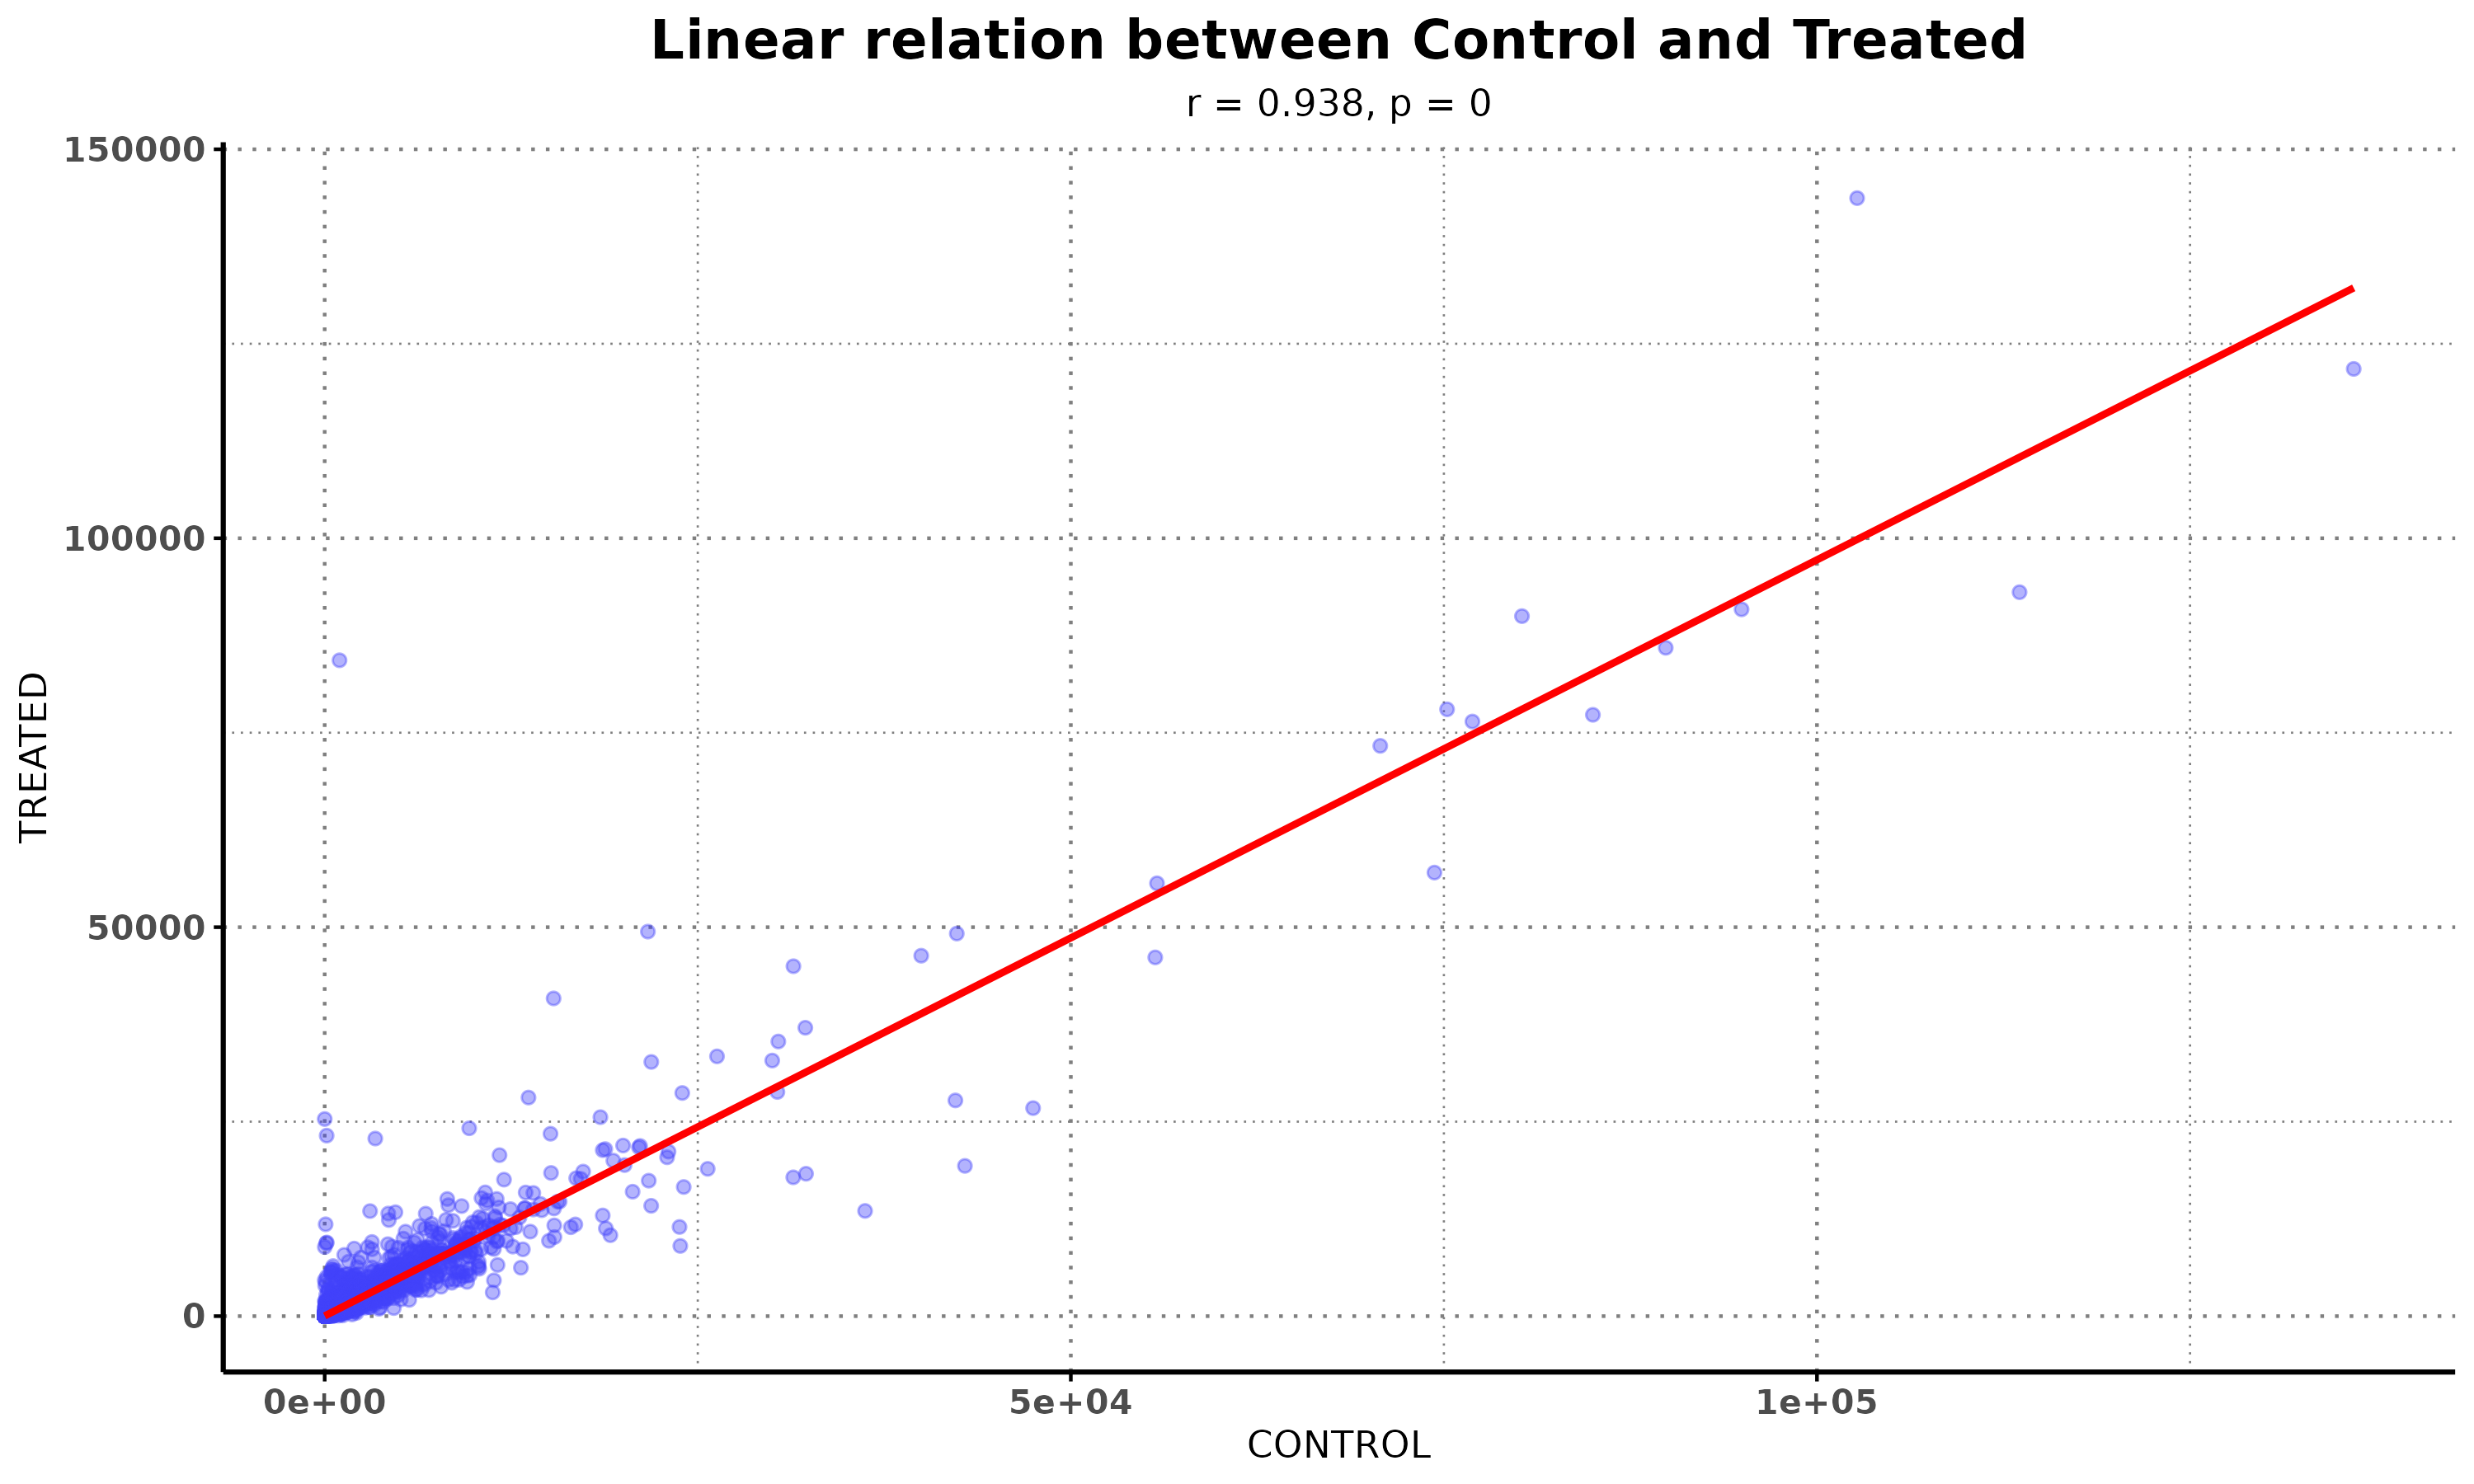 Linear relation between Control and Treated
r = 0.938, p = 0
150000
100000
50000
0
TREATED
0e+00
5e+04
1e+05
CONTROL